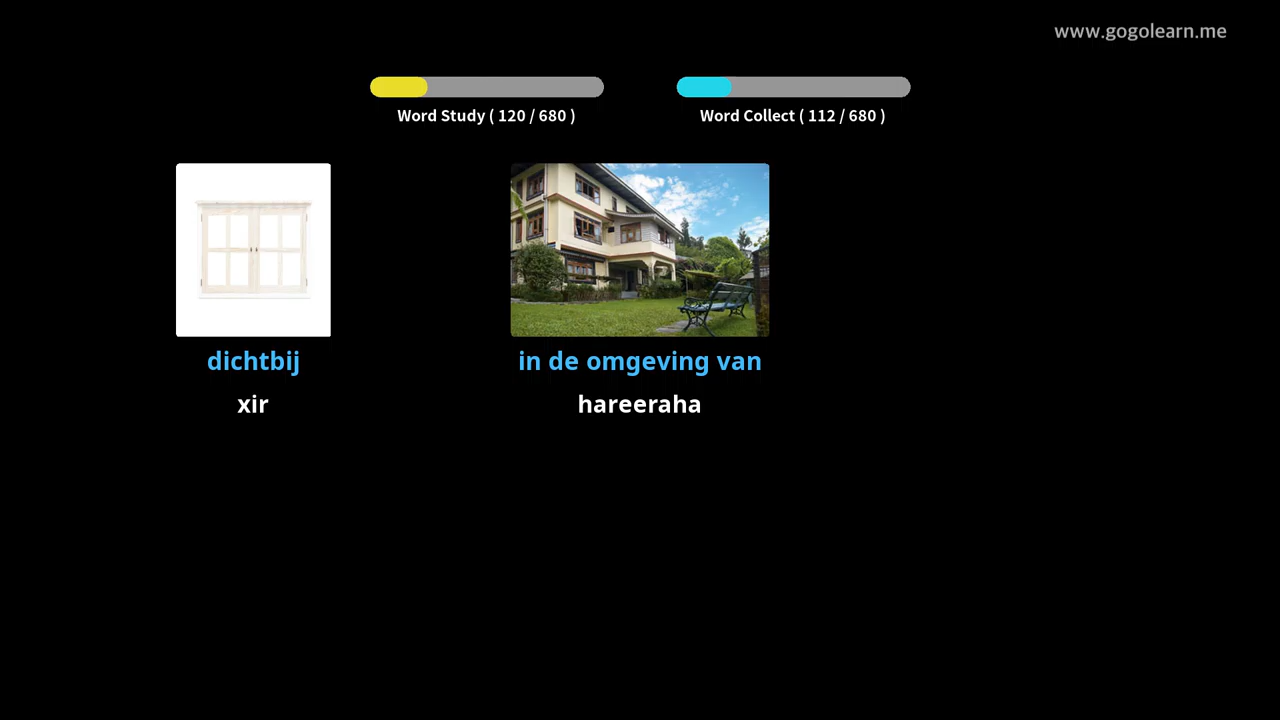 www.gogolearn.me
Word Study ( 120 / 680 )
Word Collect ( 112 / 680 )
dichtbij
xir
in de omgeving van
hareeraha